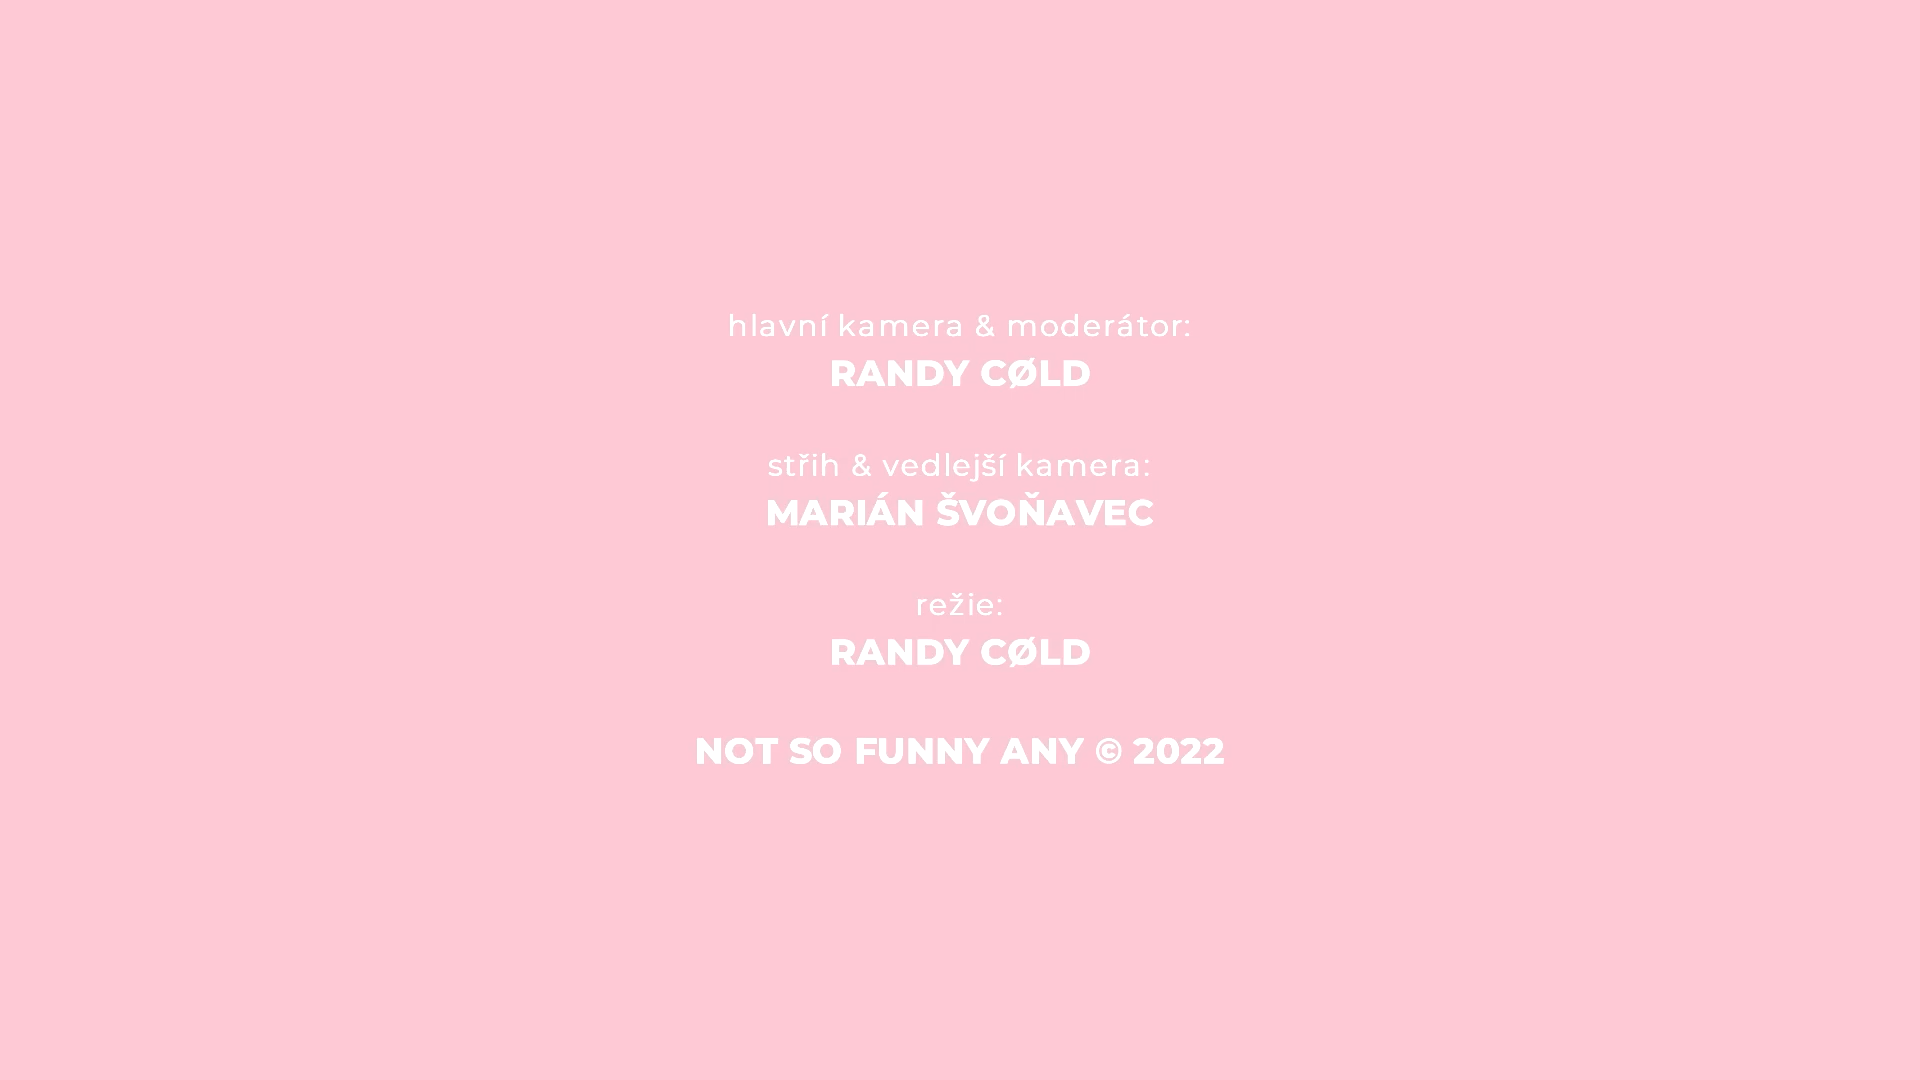 hlavní kamera & moderátor:
RANDY CØLD
střih & vedlejší kamera:
MARIÁN ŠVOŇAVEC
režie:
RANDY CØLD
NOT SO FUNNY ANY © 2022